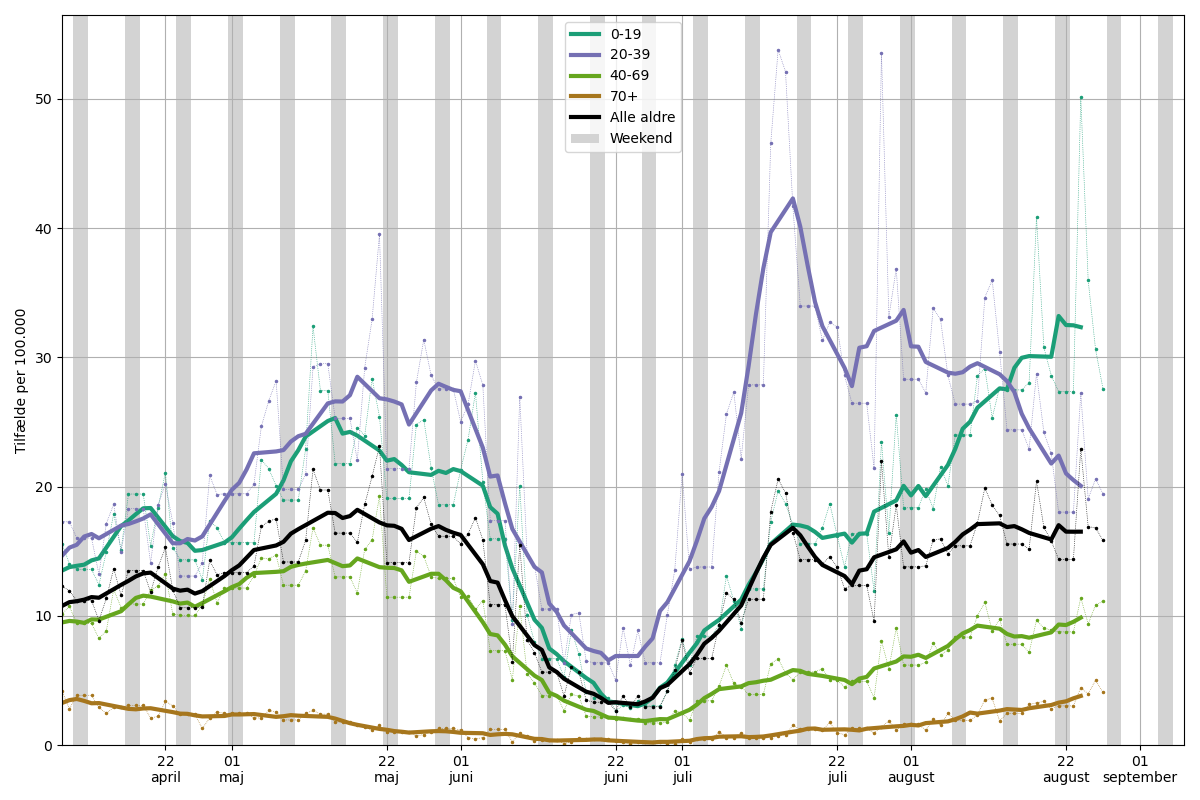 0-19
20-39
40-69
70+
Alle aldre
Weekend
Tilfælde per 100.000
50
40
30
20
10
0
22 april
01 maj
22 maj
01 juni
22 juni
01 juli
22 juli
01 august
22 august
01 september